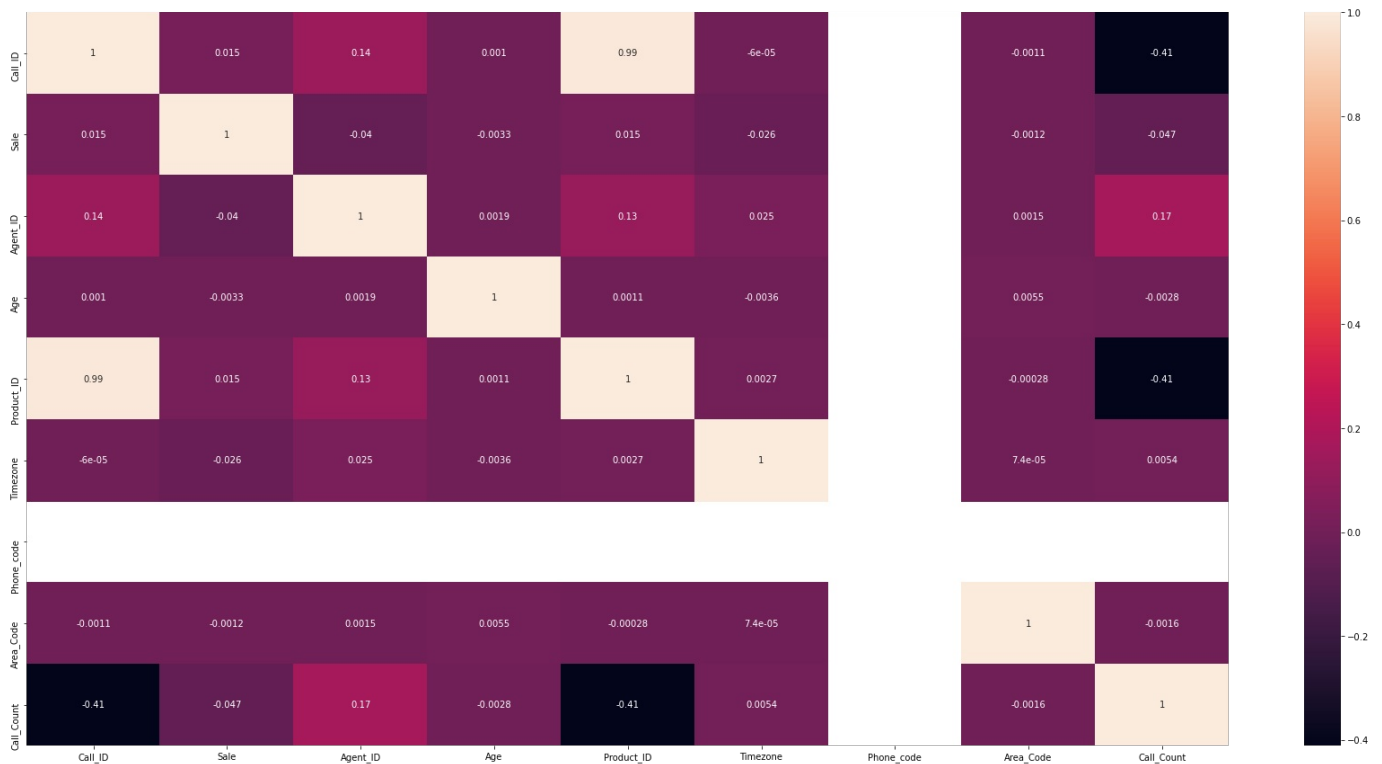 Call_ID 1 0.015 0.14 0.001 0.99 -6e-05 -0.0011 -0.41
Sale 0.015 1 -0.04 -0.0033 0.015 -0.026 -0.0012 -0.047
Agent_ID 0.14 -0.04 1 0.0019 0.13 0.025 0.0015 0.17
Age 0.001 -0.0033 0.0019 1 0.0011 -0.0036 0.0055 -0.0028
Product_ID 0.99 0.015 0.13 0.0011 1 0.0027 -0.00028 -0.41
Timezone -6e-05 -0.026 0.025 -0.0036 0.0027 1 7.4e-05 0.0054
Phone_code
Area_Code -0.0011 -0.0012 0.0015 0.0055 -0.00028 7.4e-05 1 -0.0016
Call_Count -0.41 -0.047 0.17 -0.0028 -0.41 0.0054 -0.0016 1
Call_ID Sale Agent_ID Age Product_ID Timezone Phone_code Area_Code Call_Count
1.0
0.8
0.6
0.4
0.2
0.0
−0.2
−0.4